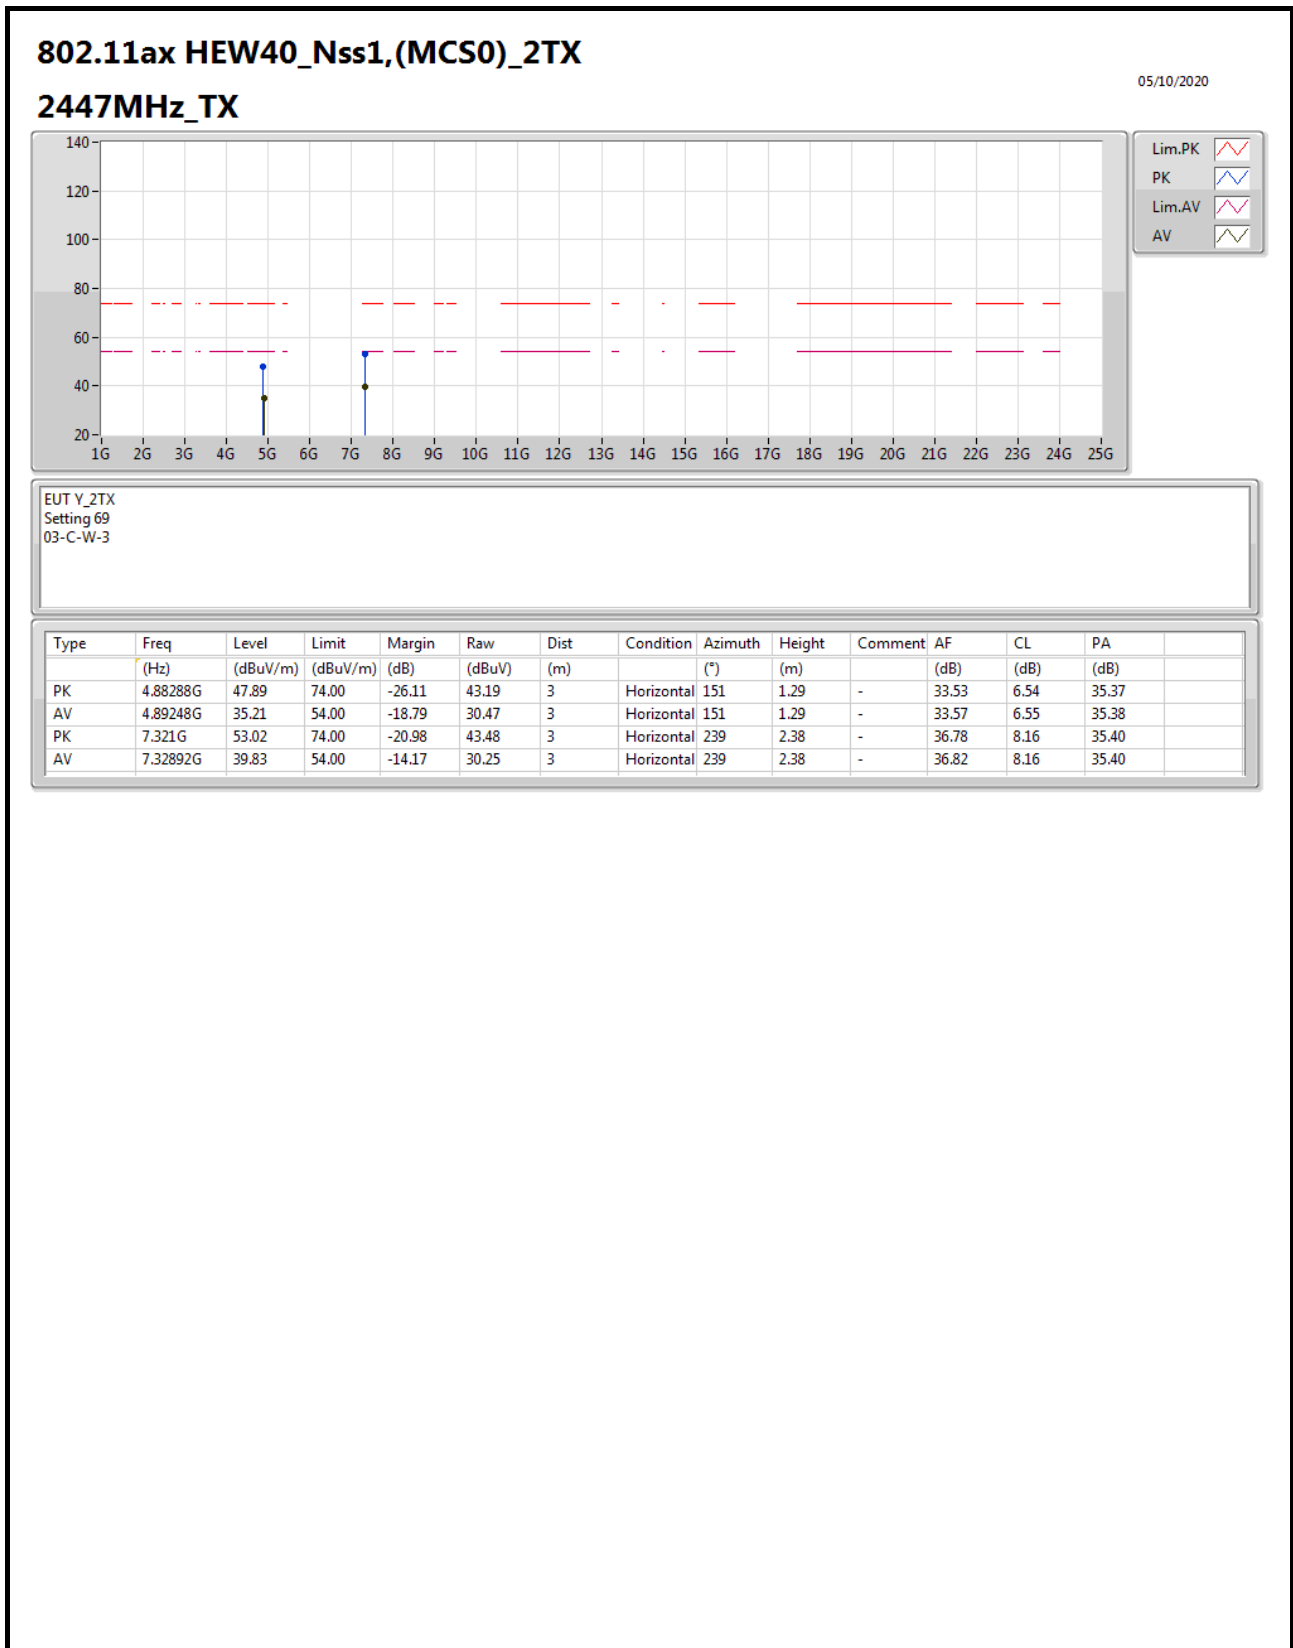 802.11ax HEW40_Nss1,(MCS0)_2TX
05/10/2020
2447MHz_TX
140
120
100
80
60
40
20
1G 2G 3G 4G 5G 6G 7G 8G 9G 10G 11G 12G 13G 14G 15G 16G 17G 18G 19G 20G 21G 22G 23G 24G 25G
Lim.PK
PK
Lim.AV
AV
EUT Y_2TX
Setting 69
03-C-W-3
Type Freq Level Limit Margin Raw Dist Condition Azimuth Height Comment AF CL PA
(Hz) (dBuV/m) (dBuV/m) (dB) (dBuV) (m) (°) (m) (dB) (dB) (dB)
PK 4.88288G 47.89 74.00 -26.11 43.19 3 Horizontal 151 1.29 - 33.53 6.54 35.37
AV 4.89248G 35.21 54.00 -18.79 30.47 3 Horizontal 151 1.29 - 33.57 6.55 35.38
PK 7.321G 53.02 74.00 -20.98 43.48 3 Horizontal 239 2.38 - 36.78 8.16 35.40
AV 7.32892G 39.83 54.00 -14.17 30.25 3 Horizontal 239 2.38 - 36.82 8.16 35.40